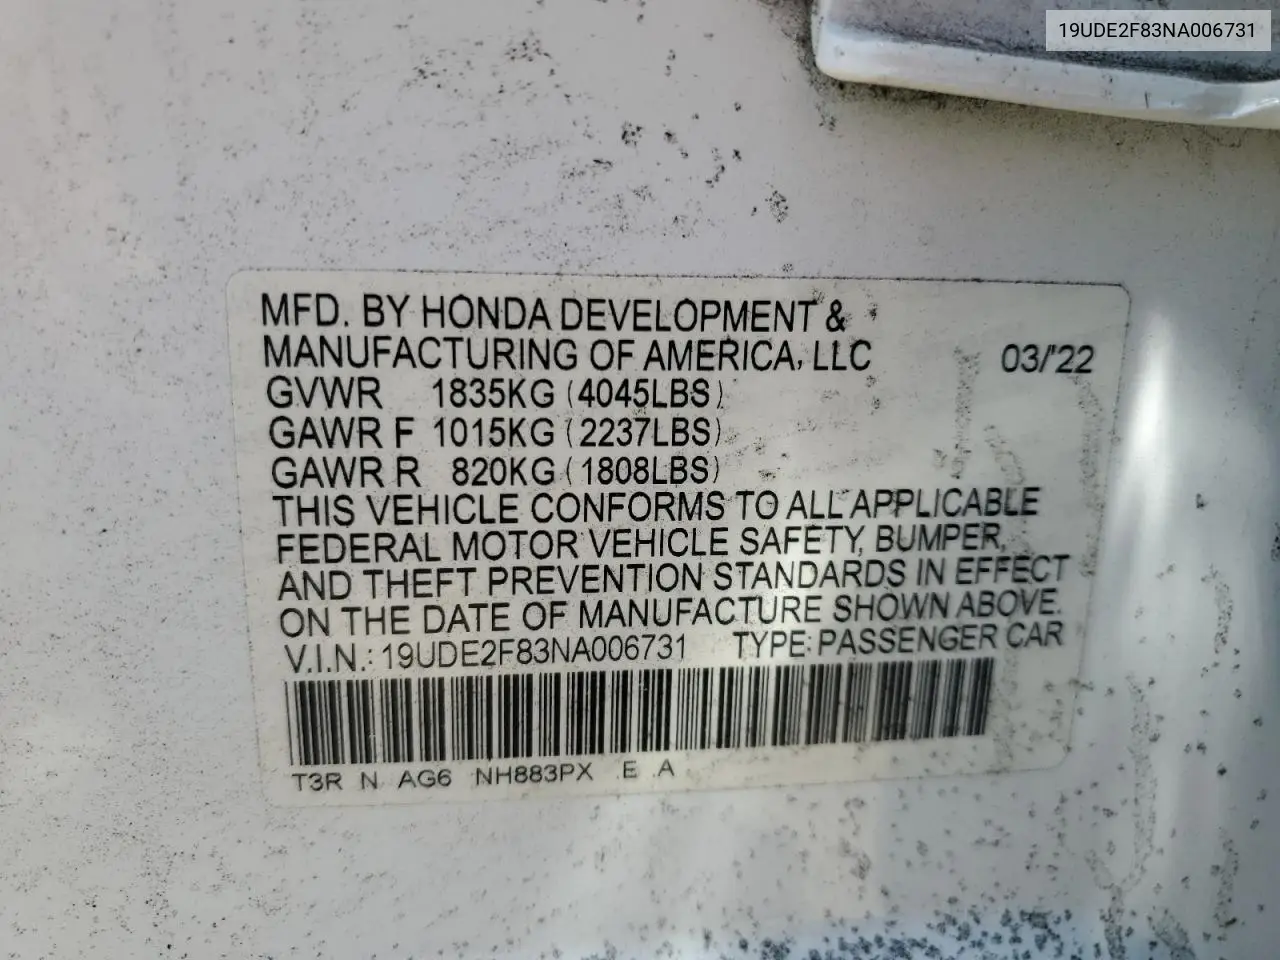 19UDE2F83NA006731
MFD. BY HONDA DEVELOPMENT &
MANUFACTURING OF AMERICA, LLC 03/'22
GVWR 1835KG (4045LBS)
GAWR F 1015KG (2237LBS)
GAWR R 820KG (1808LBS)
THIS VEHICLE CONFORMS TO ALL APPLICABLE
FEDERAL MOTOR VEHICLE SAFETY, BUMPER,
AND THEFT PREVENTION STANDARDS IN EFFECT
ON THE DATE OF MANUFACTURE SHOWN ABOVE.
V.I.N.: 19UDE2F83NA006731 TYPE: PASSENGER CAR
T3R N AG6 NH883PX E A